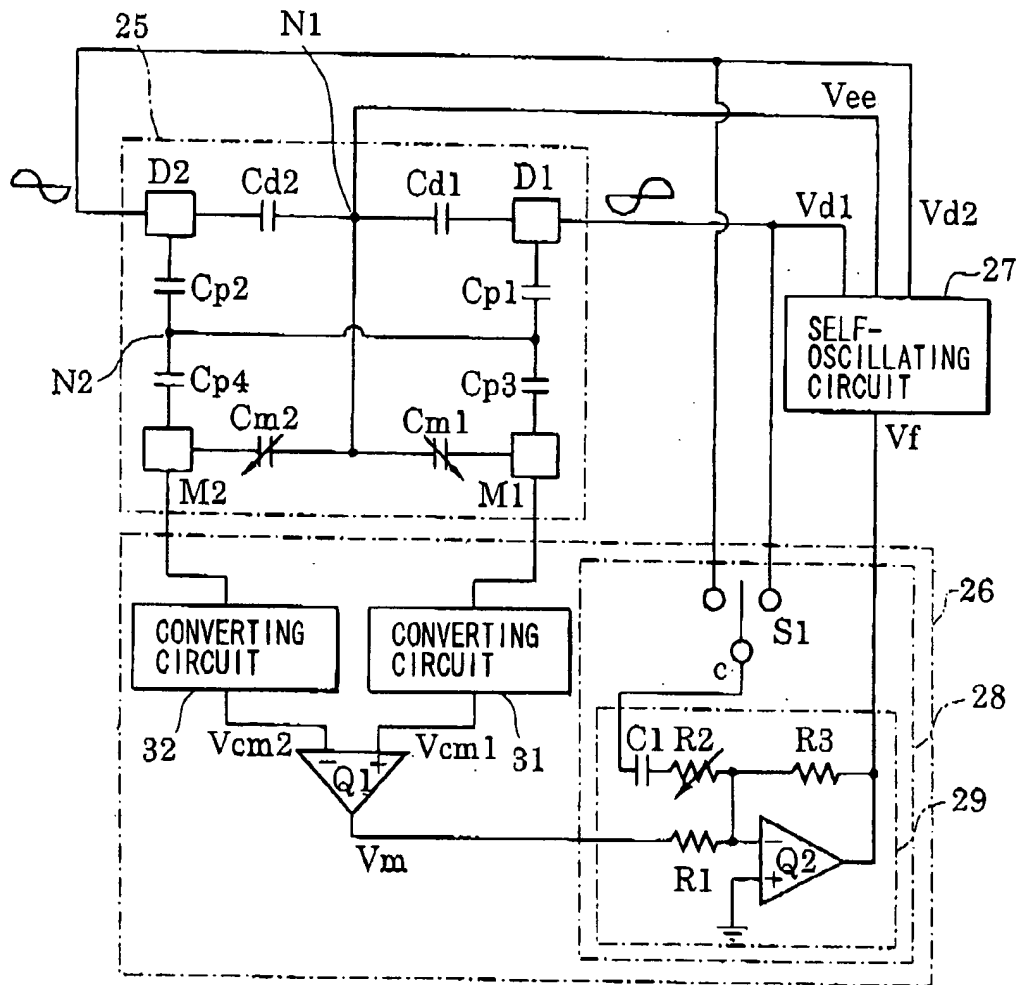 25
N1
Vee
D2
Cd2
Cd1
D1
Vd1
Vd2
27
Cp2
Cp1
SELF-
OSCILLATING
CIRCUIT
N2
Cp4
Cp3
Vf
Cm2
Cm1
M2
M1
26
S1
c
CONVERTING
CIRCUIT
CONVERTING
CIRCUIT
28
32
Vcm2
Vcm1
31
C1
R2
R3
−
+
Q1
29
Vm
R1
−
Q2
+